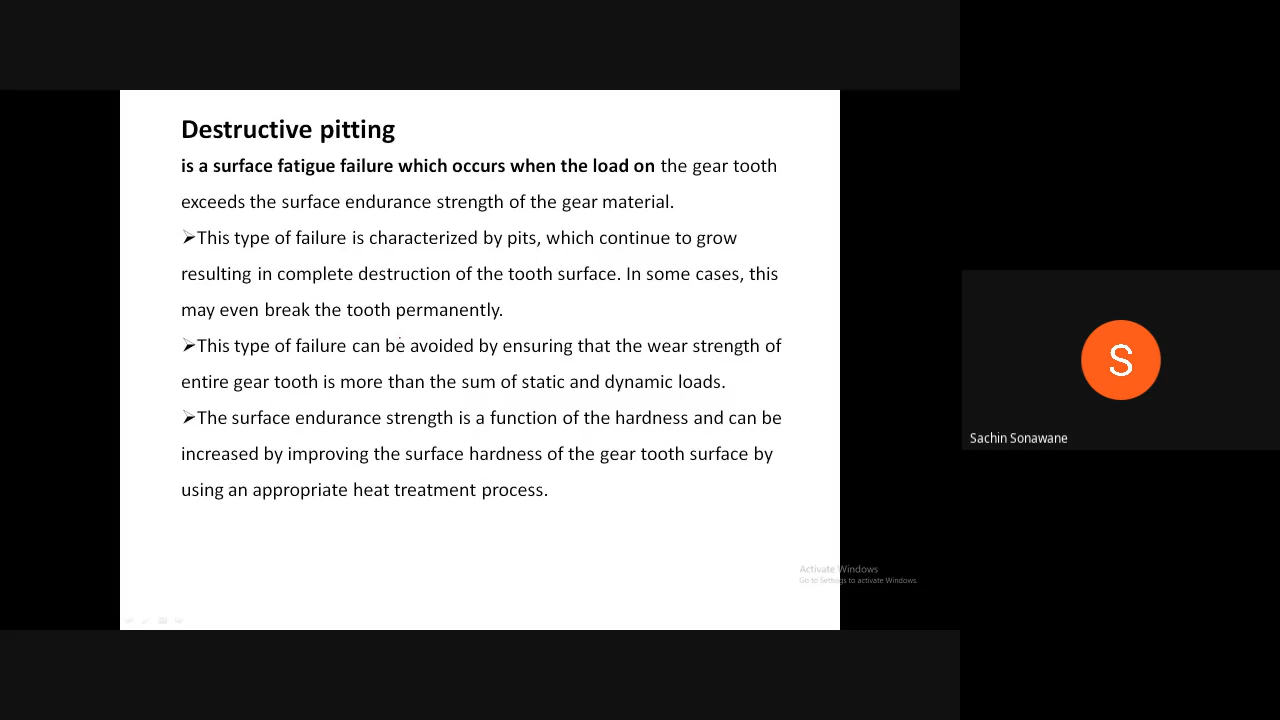 Destructive pitting
is a surface fatigue failure which occurs when the load on the gear tooth
exceeds the surface endurance strength of the gear material.
➢This type of failure is characterized by pits, which continue to grow
resulting in complete destruction of the tooth surface. In some cases, this
may even break the tooth permanently.
➢This type of failure can be avoided by ensuring that the wear strength of
entire gear tooth is more than the sum of static and dynamic loads.
➢The surface endurance strength is a function of the hardness and can be
increased by improving the surface hardness of the gear tooth surface by
using an appropriate heat treatment process.
S
Sachin Sonawane
Activate Windows
Go to Settings to activate Windows.